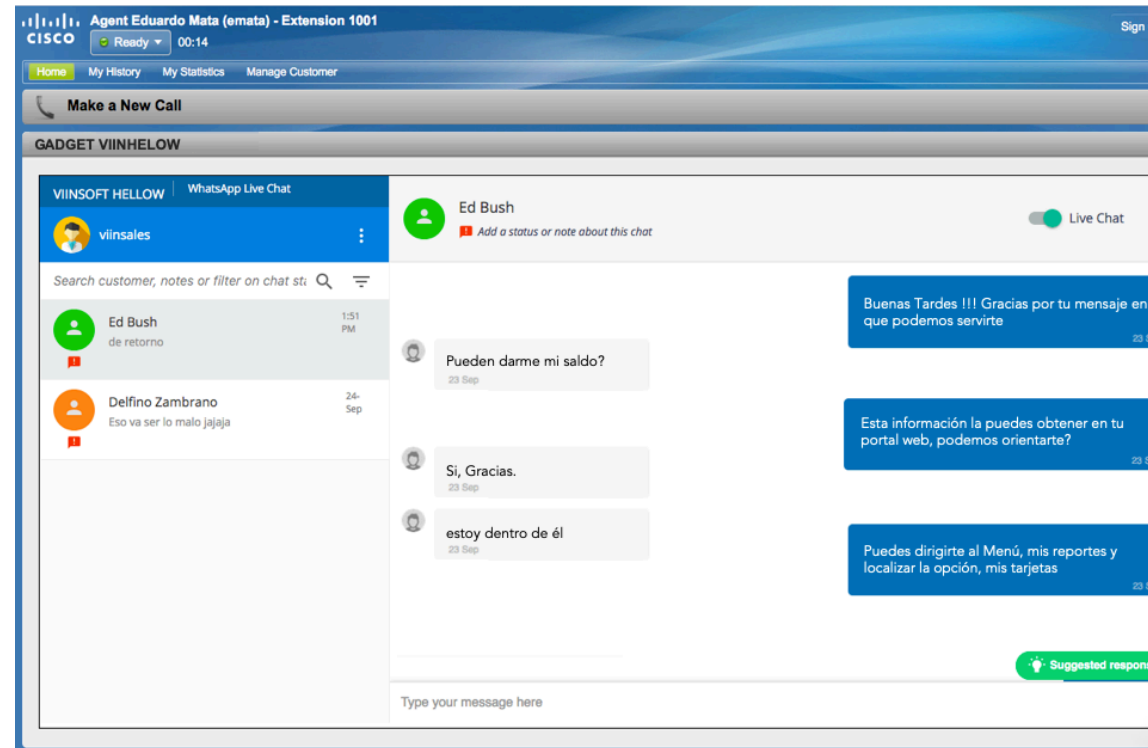 Agent Eduardo Mata (emata) - Extension 1001
CISCO
Ready 00:14
Sign
Home My History My Statistics Manage Customer
Make a New Call
GADGET VIINHELOW
VIINSOFT HELLOW WhatsApp Live Chat
viinsales
Search customer, notes or filter on chat sta
Ed Bush
1:51
PM
de retorno
Delfino Zambrano
24-
Sep
Eso va ser lo malo jajaja
Ed Bush
Add a status or note about this chat
Live Chat
Buenas Tardes !!! Gracias por tu mensaje en
que podemos servirte
23 S
Pueden darme mi saldo?
23 Sep
Esta información la puedes obtener en tu
portal web, podemos orientarte?
23 S
Si, Gracias.
23 Sep
estoy dentro de él
23 Sep
Puedes dirigirte al Menú, mis reportes y
localizar la opción, mis tarjetas
23 S
Suggested respons
Type your message here